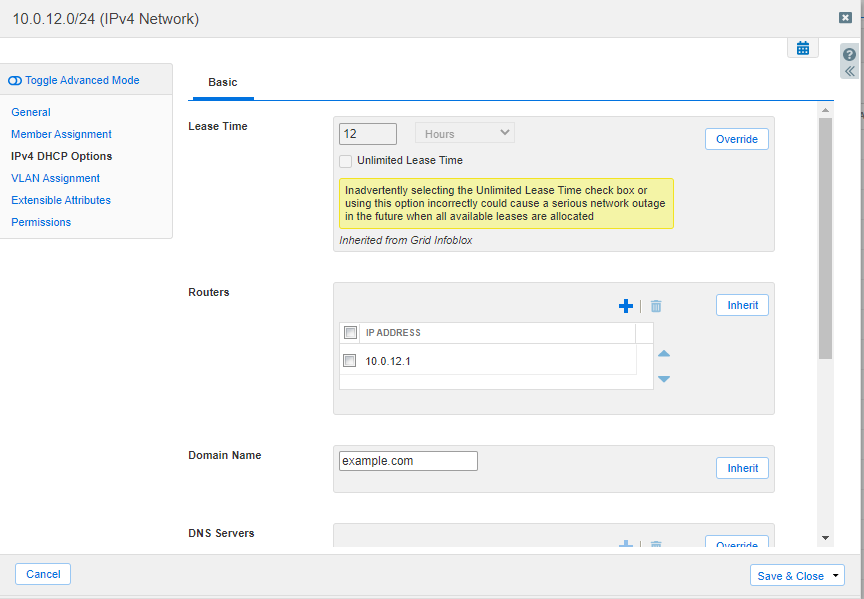 10.0.12.0/24 (IPv4 Network)
Toggle Advanced Mode
General
Member Assignment
IPv4 DHCP Options
VLAN Assignment
Extensible Attributes
Permissions
Basic
Lease Time
12
Hours
Override
Unlimited Lease Time
Inadvertently selecting the Unlimited Lease Time check box or
using this option incorrectly could cause a serious network outage
in the future when all available leases are allocated
Inherited from Grid Infoblox
Routers
Inherit
IP ADDRESS
10.0.12.1
Domain Name
example.com
Inherit
DNS Servers
Override
Cancel
Save & Close